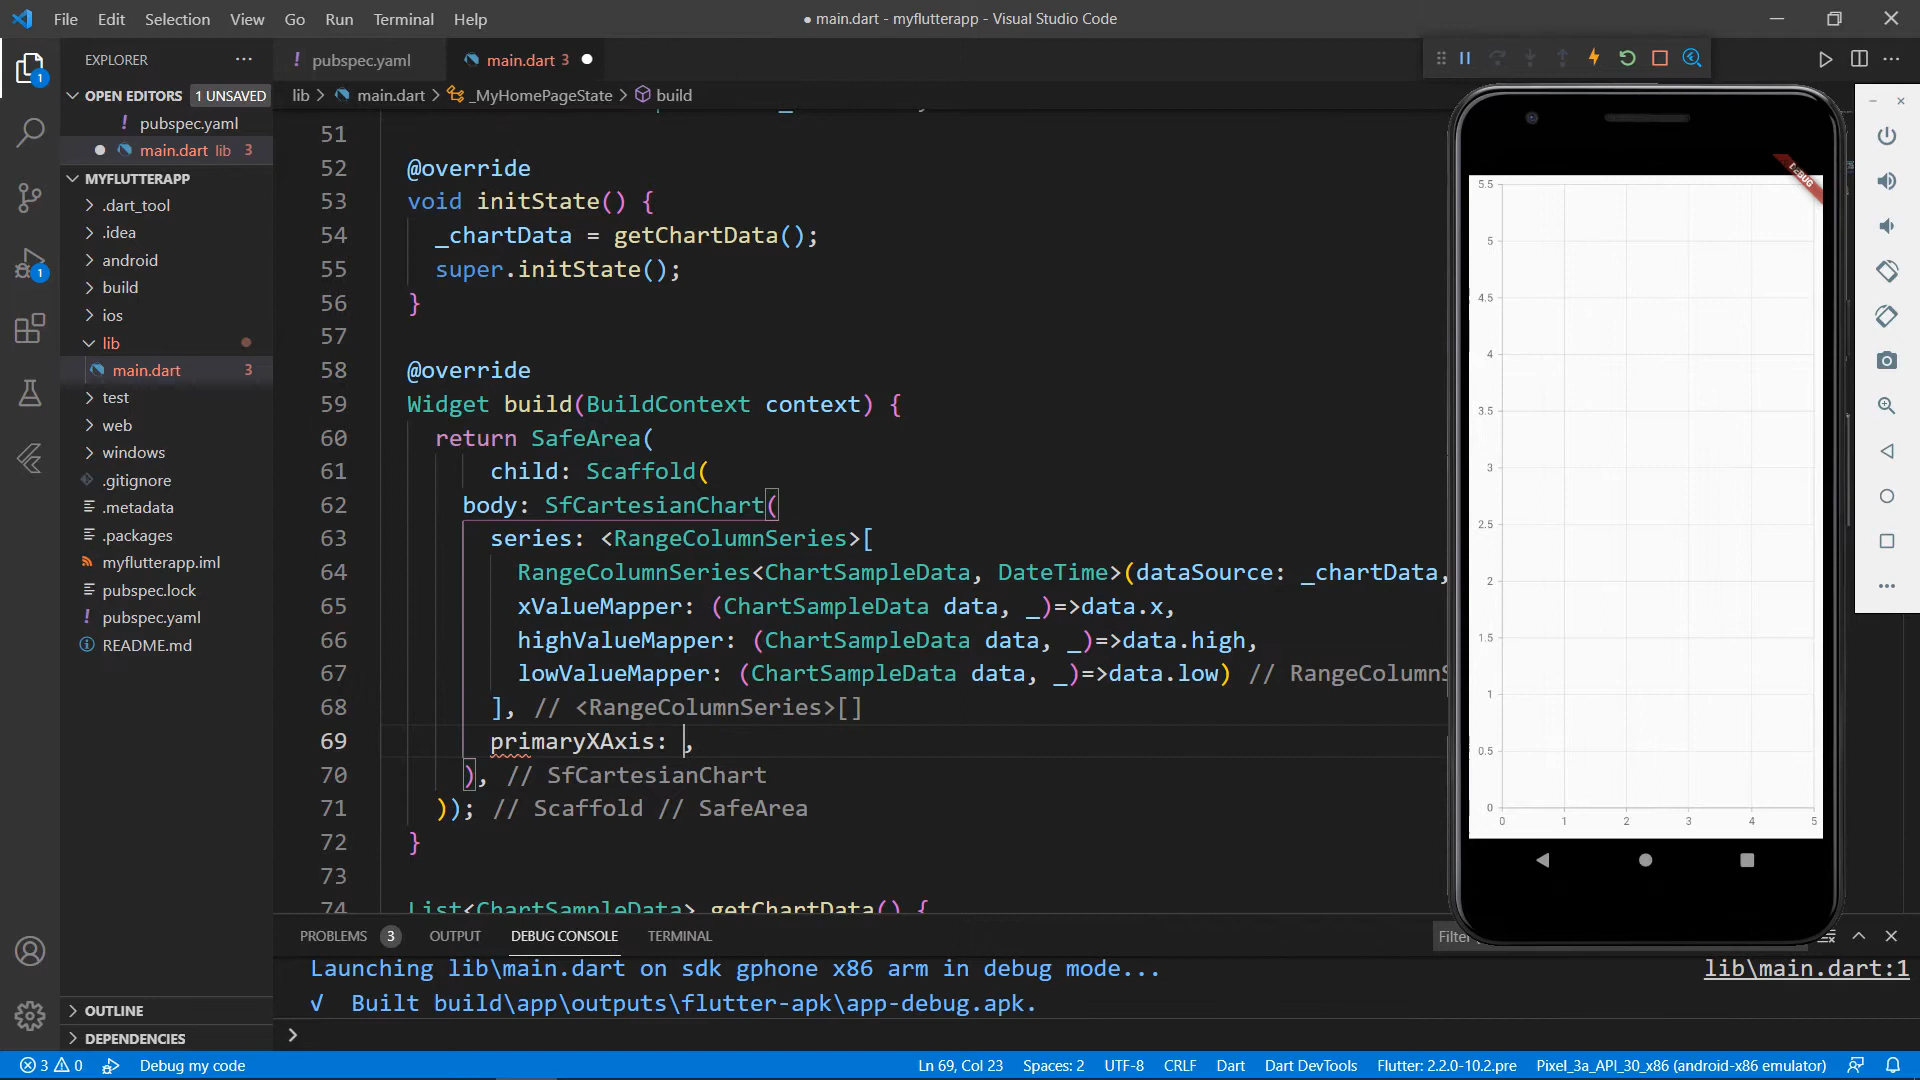 File Edit Selection View Go Run Terminal Help
● main.dart - myflutterapp - Visual Studio Code
EXPLORER
OPEN EDITORS 1 UNSAVED
! pubspec.yaml
● main.dart lib 3
MYFLUTTERAPP
.dart_tool
.idea
android
build
ios
lib
main.dart 3
test
web
windows
.gitignore
.metadata
.packages
myflutterapp.iml
pubspec.lock
! pubspec.yaml
README.md
OUTLINE
DEPENDENCIES
! pubspec.yaml
main.dart 3 ●
lib > main.dart > _MyHomePageState > build
51
52 @override
53 void initState() {
54 _chartData = getChartData();
55 super.initState();
56 }
57
58 @override
59 Widget build(BuildContext context) {
60 return SafeArea(
61 child: Scaffold(
62 body: SfCartesianChart(
63 series: <RangeColumnSeries>[
64 RangeColumnSeries<ChartSampleData, DateTime>(dataSource: _chartData,
65 xValueMapper: (ChartSampleData data, _)=>data.x,
66 highValueMapper: (ChartSampleData data, _)=>data.high,
67 lowValueMapper: (ChartSampleData data, _)=>data.low) // RangeColumnS
68 ], // <RangeColumnSeries>[]
69 primaryXAxis: ,
70 ), // SfCartesianChart
71 )); // Scaffold // SafeArea
72 }
73
74 List<ChartSampleData> getChartData() {
DEBUG
5.5
5
4.5
4
3.5
3
2.5
2
1.5
1
0.5
0
0 1 2 3 4 5
PROBLEMS 3 OUTPUT DEBUG CONSOLE TERMINAL
Filter
Launching lib\main.dart on sdk gphone x86 arm in debug mode...
lib\main.dart:1
√ Built build\app\outputs\flutter-apk\app-debug.apk.
1
1
3 0 Debug my code
Ln 69, Col 23 Spaces: 2 UTF-8 CRLF Dart Dart DevTools Flutter: 2.2.0-10.2.pre Pixel_3a_API_30_x86 (android-x86 emulator)